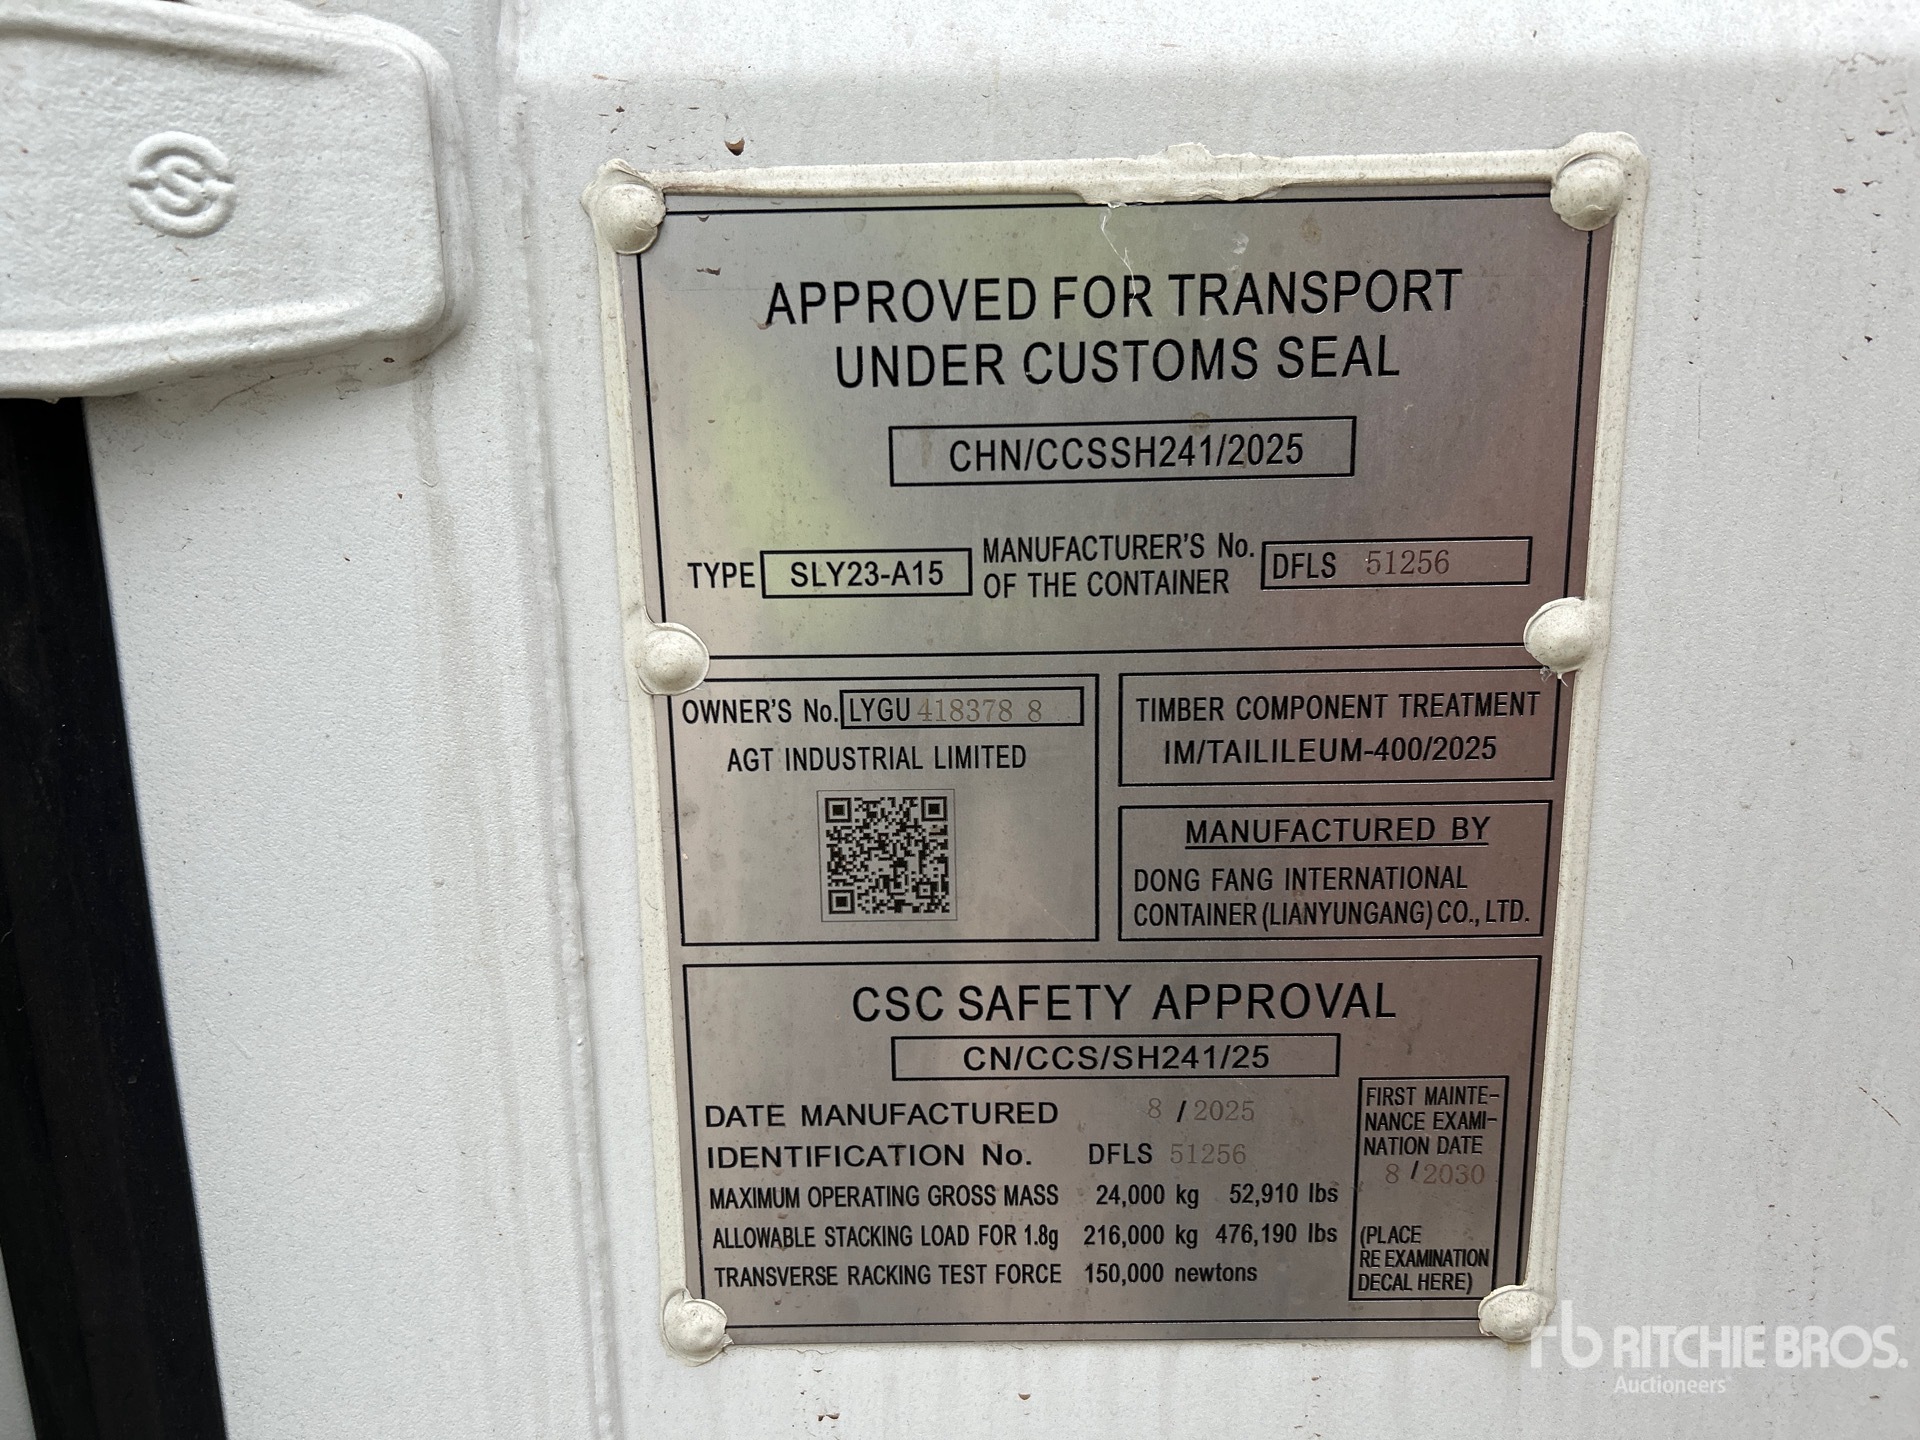 S
APPROVED FOR TRANSPORT
UNDER CUSTOMS SEAL
CHN/CCSSH241/2025
TYPE SLY23-A15 MANUFACTURER'S No. OF THE CONTAINER DFLS 51256
OWNER'S No. LYGU 418378 8
AGT INDUSTRIAL LIMITED
TIMBER COMPONENT TREATMENT
IM/TAILILEUM-400/2025
MANUFACTURED BY
DONG FANG INTERNATIONAL
CONTAINER (LIANYUNGANG) CO., LTD.
CSC SAFETY APPROVAL
CN/CCS/SH241/25
DATE MANUFACTURED 8 / 2025
IDENTIFICATION No. DFLS 51256
MAXIMUM OPERATING GROSS MASS 24,000 kg 52,910 lbs
ALLOWABLE STACKING LOAD FOR 1.8g 216,000 kg 476,190 lbs
TRANSVERSE RACKING TEST FORCE 150,000 newtons
FIRST MAINTE-
NANCE EXAMI-
NATION DATE
8 / 2030
(PLACE
RE EXAMINATION
DECAL HERE)
rb RITCHIE BROS.
Auctioneers